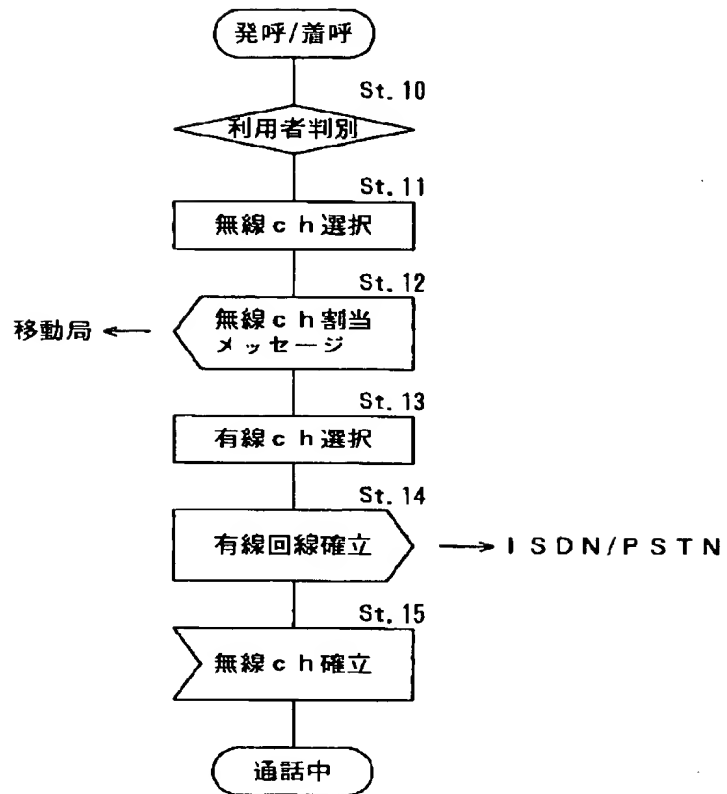 発呼/着呼
St. 10
利用者判別
St. 11
無線ch選択
St. 12
無線ch割当
メッセージ
移動局
St. 13
有線ch選択
St. 14
有線回線確立
ISDN/PSTN
St. 15
無線ch確立
通話中